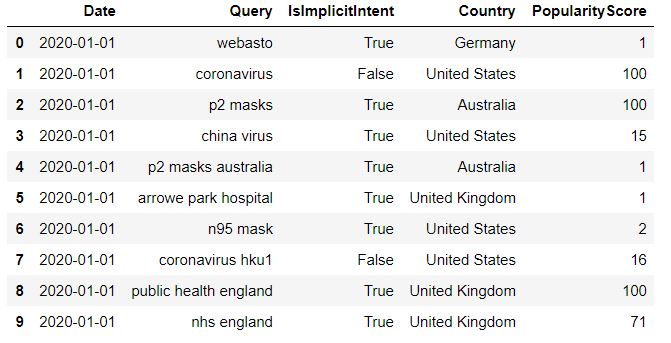 Date Query IsImplicitIntent Country PopularityScore
0 2020-01-01 webasto True Germany 1
1 2020-01-01 coronavirus False United States 100
2 2020-01-01 p2 masks True Australia 100
3 2020-01-01 china virus True United States 15
4 2020-01-01 p2 masks australia True Australia 1
5 2020-01-01 arrowe park hospital True United Kingdom 1
6 2020-01-01 n95 mask True United States 2
7 2020-01-01 coronavirus hku1 False United States 16
8 2020-01-01 public health england True United Kingdom 100
9 2020-01-01 nhs england True United Kingdom 71